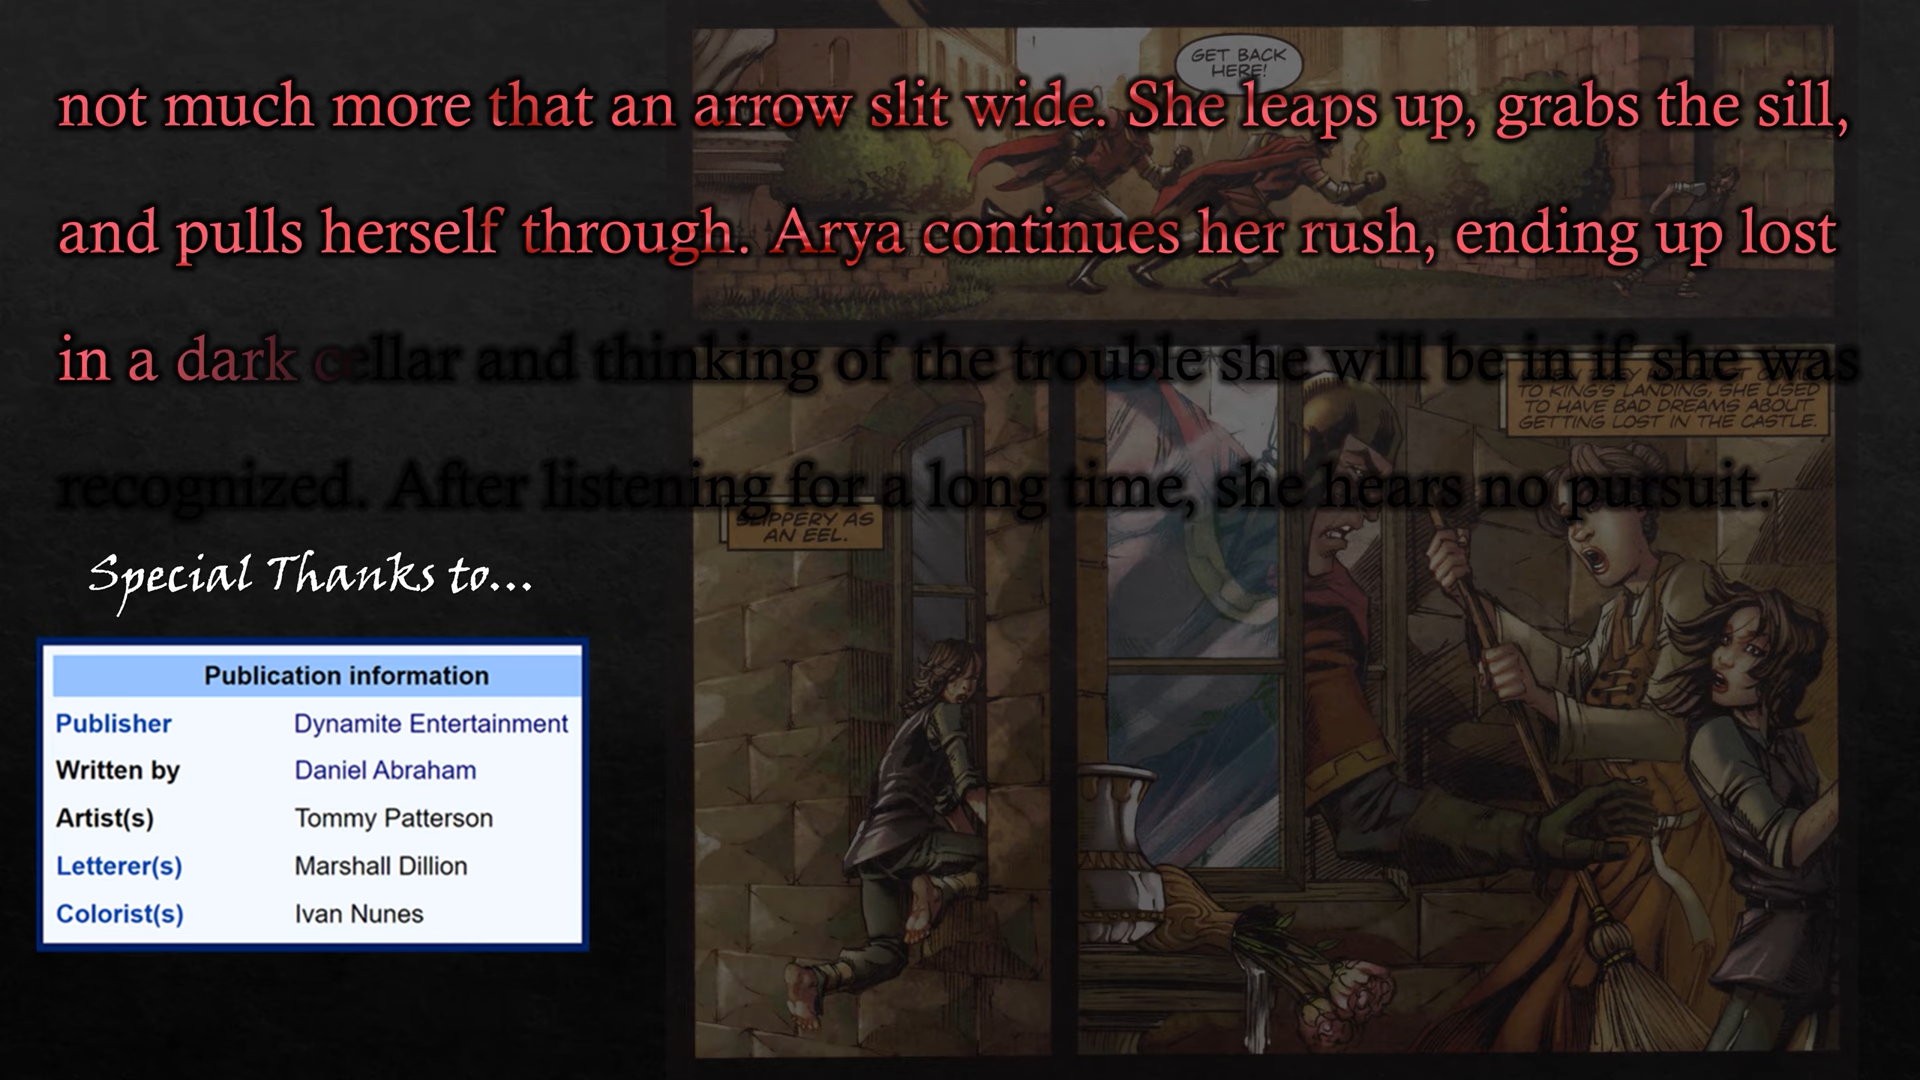 GET BACK
HERE!
not much more that an arrow slit wide. She leaps up, grabs the sill,
and pulls herself through. Arya continues her rush, ending up lost
in a dark cellar and thinking of the trouble she will be in if she was
TO KING'S LANDING, SHE USED
TO HAVE BAD DREAMS ABOUT
GETTING LOST IN THE CASTLE.
recognized. After listening for a long time, she hears no pursuit.
SLIPPERY AS
AN EEL.
Special Thanks to...
Publication information
Publisher Dynamite Entertainment
Written by Daniel Abraham
Artist(s) Tommy Patterson
Letterer(s) Marshall Dillion
Colorist(s) Ivan Nunes